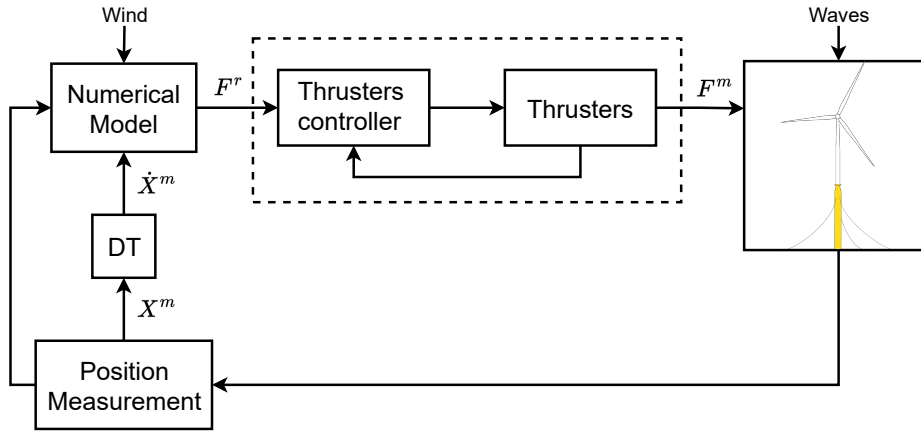 Wind
Waves
Numerical
Model
F^r
Thrusters
controller
Thrusters
F^m
Ẋ^m
DT
X^m
Position
Measurement